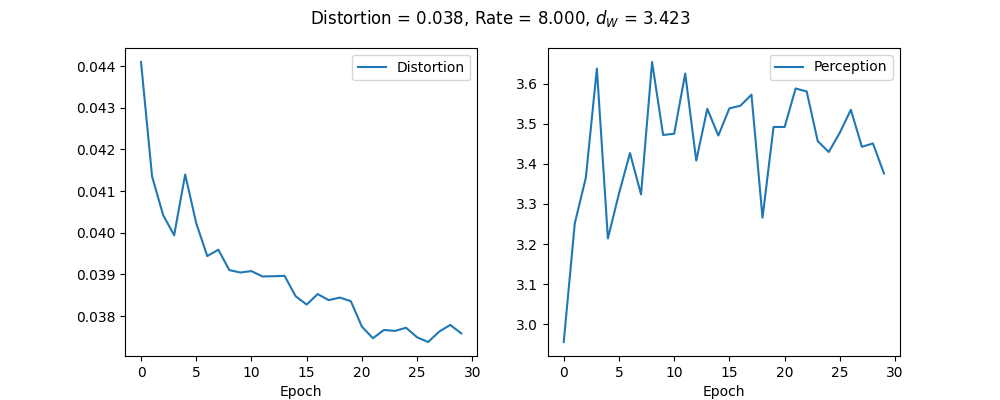 Distortion = 0.038, Rate = 8.000, d_W = 3.423
Distortion
0.044
0.043
0.042
0.041
0.040
0.039
0.038
0 5 10 15 20 25 30
Epoch
Perception
3.6
3.5
3.4
3.3
3.2
3.1
3.0
0 5 10 15 20 25 30
Epoch